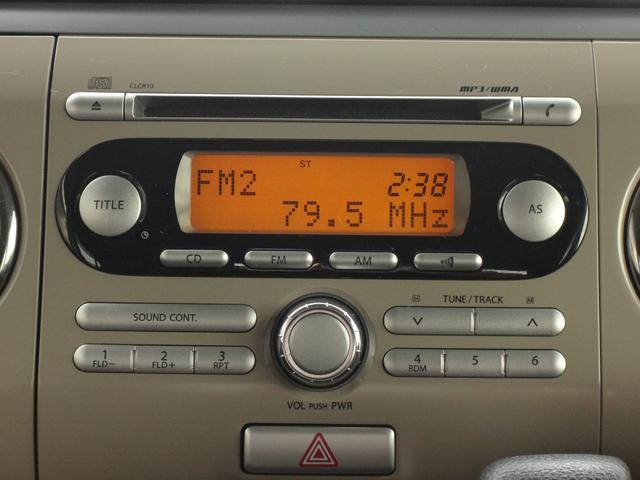 CLCR10
MP3/WMA
ST
FM2 2:38
79.5 MHz
TITLE
AS
CD FM AM
SOUND CONT.
TUNE/TRACK M
1 FLD-
2 FLD+
3 RPT
4 RDM
5
6
VOL PUSH PWR